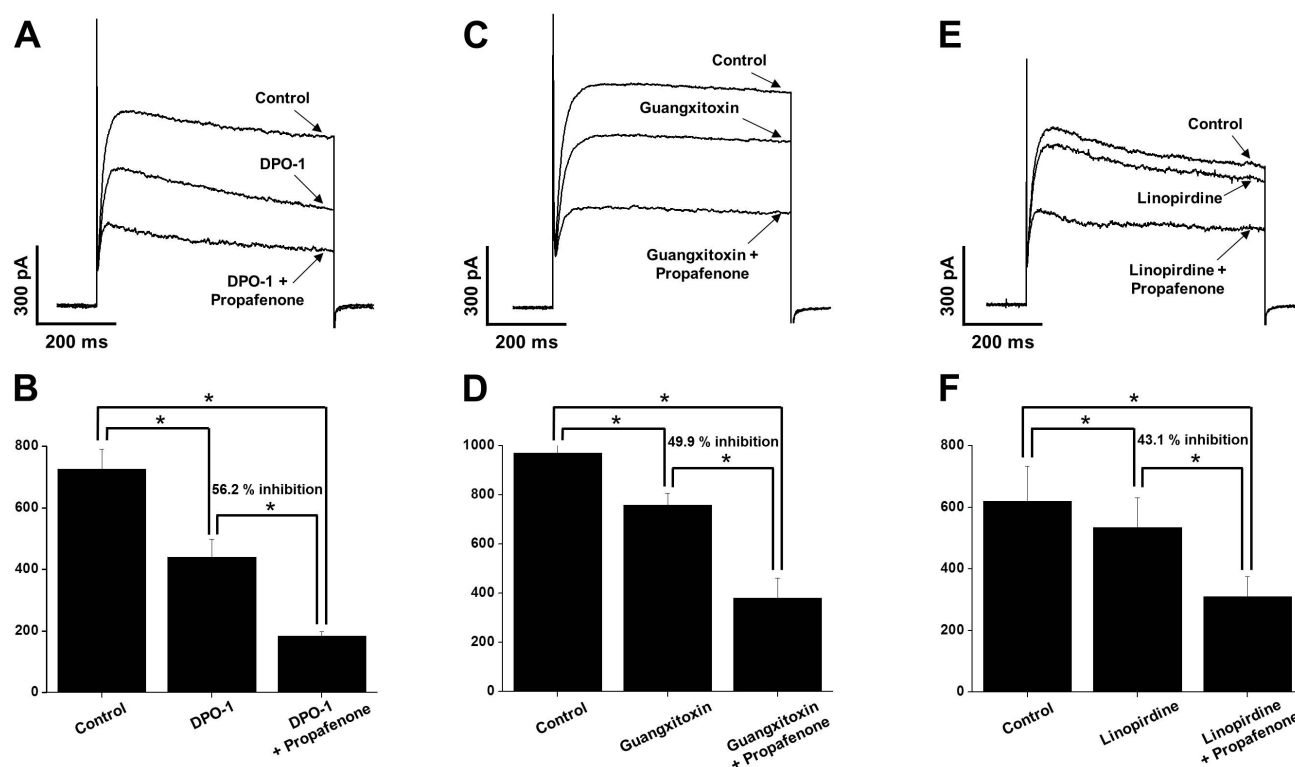 A
Control
DPO-1
DPO-1 +
Propafenone
300 pA
200 ms
C
Control
Guangxitoxin
Guangxitoxin +
Propafenone
300 pA
200 ms
E
Control
Linopirdine
Linopirdine +
Propafenone
300 pA
200 ms
B
*
*
56.2 % inhibition
*
800
600
400
200
0
Control
DPO-1
DPO-1
+ Propafenone
D
*
*
49.9 % inhibition
*
1000
800
600
400
200
0
Control
Guangxitoxin
Guangxitoxin
+ Propafenone
F
*
*
43.1 % inhibition
*
800
600
400
200
0
Control
Linopirdine
Linopirdine
+ Propafenone